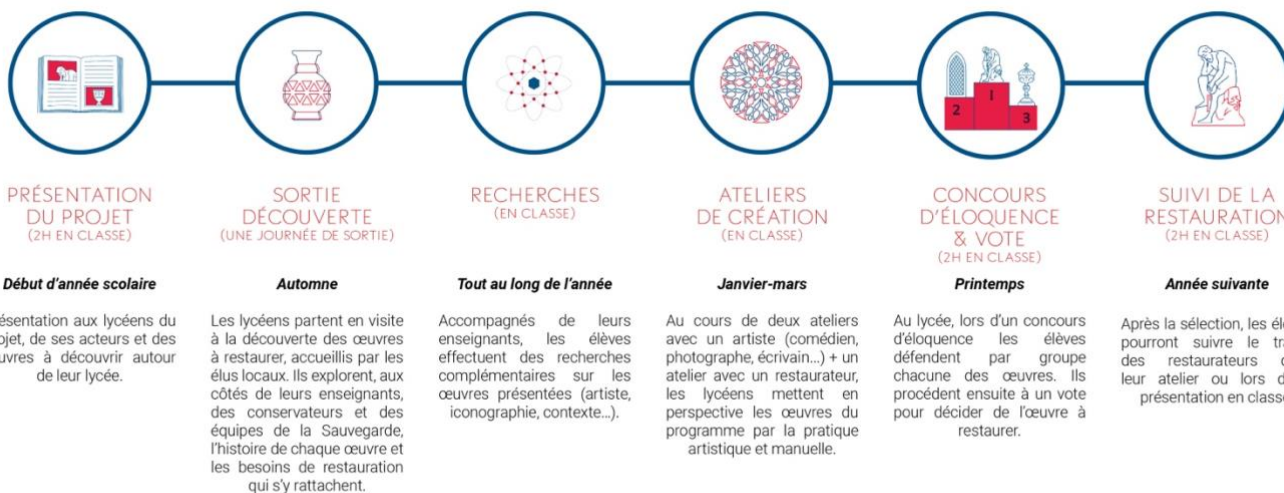 1
2
3
PRÉSENTATION
DU PROJET
(2H EN CLASSE)
Début d'année scolaire
ésentation aux lycéens du
ojet, de ses acteurs et des
uvres à découvrir autour
de leur lycée.
SORTIE
DÉCOUVERTE
(UNE JOURNÉE DE SORTIE)
Automne
Les lycéens partent en visite
à la découverte des œuvres
à restaurer, accueillis par les
élus locaux. Ils explorent, aux
côtés de leurs enseignants,
des conservateurs et des
équipes de la Sauvegarde,
l'histoire de chaque œuvre et
les besoins de restauration
qui s'y rattachent.
RECHERCHES
(EN CLASSE)
Tout au long de l'année
Accompagnés de leurs
enseignants, les élèves
effectuent des recherches
complémentaires sur les
œuvres présentées (artiste,
iconographie, contexte...).
ATELIERS
DE CRÉATION
(EN CLASSE)
Janvier-mars
Au cours de deux ateliers
avec un artiste (comédien,
photographe, écrivain...) + un
atelier avec un restaurateur,
les lycéens mettent en
perspective les œuvres du
programme par la pratique
artistique et manuelle.
CONCOURS
D'ÉLOQUENCE
& VOTE
(2H EN CLASSE)
Printemps
Au lycée, lors d'un concours
d'éloquence les élèves
défendent par groupe
chacune des œuvres. Ils
procédent ensuite à un vote
pour décider de l'œuvre à
restaurer.
SUIVI DE LA
RESTAURATION
(2H EN CLASSE)
Année suivante
Après la sélection, les élè
pourront suivre le tra
des restaurateurs d
leur atelier ou lors d
présentation en classe